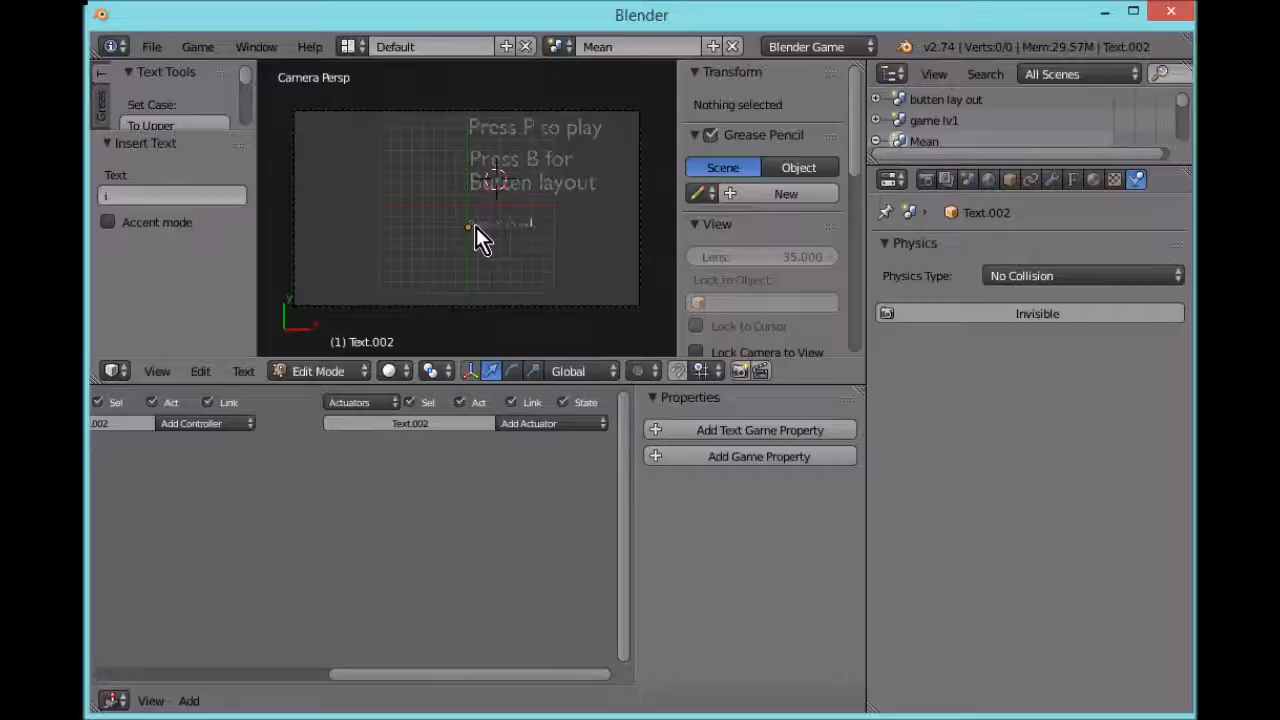 Blender
File Game Window Help Default Mean Blender Game v2.74 | Verts:0/0 | Mem:29.57M | Text.002
Text Tools
Set Case:
To Upper
Insert Text
Text
i
Accent mode
Camera Persp
Press P to play
Press B for
Butten layout
(1) Text.002
Transform
Nothing selected
Grease Pencil
Scene Object
New
View
Lens: 35.000
Lock to Object:
Lock to Cursor
Lock Camera to View
View Search All Scenes
butten lay out
game lv1
Mean
Text.002
Physics
Physics Type: No Collision
Invisible
View Edit Text Edit Mode Global
Sel Act Link Actuators Sel Act Link State
.002 Add Controller Text.002 Add Actuator
Properties
Add Text Game Property
Add Game Property
View Add